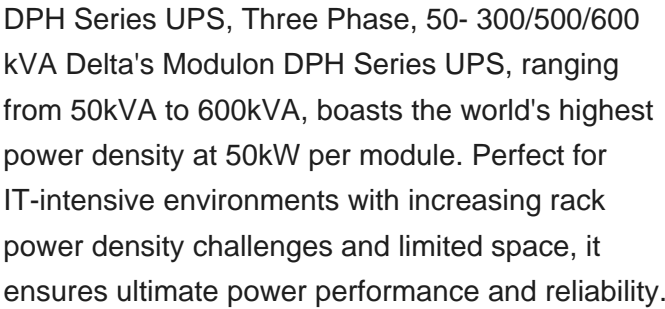 DPH Series UPS, Three Phase, 50- 300/500/600
kVA Delta's Modulon DPH Series UPS, ranging
from 50kVA to 600kVA, boasts the world's highest
power density at 50kW per module. Perfect for
IT-intensive environments with increasing rack
power density challenges and limited space, it
ensures ultimate power performance and reliability.